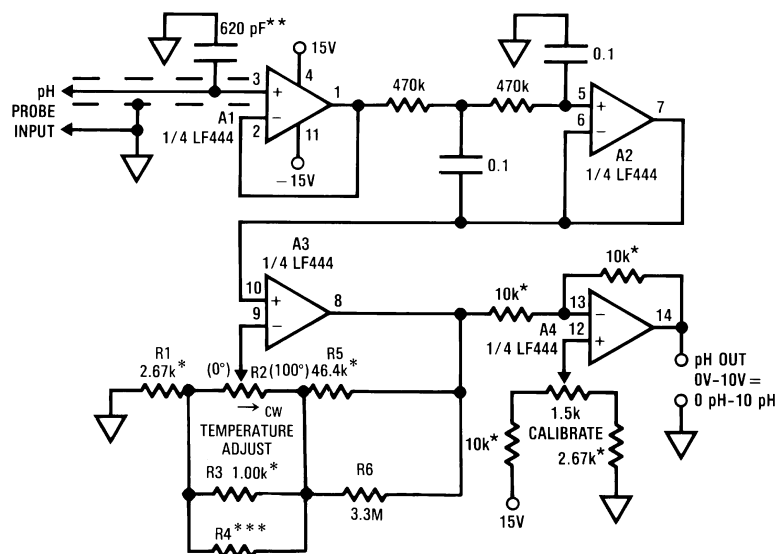 620 pF**
15V
pH
PROBE
INPUT
3
4
1
+
−
A1
2
11
1/4 LF444
−15V
470k
470k
0.1
0.1
5
6
7
+
−
A2
1/4 LF444
A3
1/4 LF444
10
9
+
−
8
10k*
10k*
13
12
−
+
14
A4
1/4 LF444
pH OUT
0V-10V =
0 pH-10 pH
R1
2.67k*
(0°)
R2
(100°)
R5
46.4k*
→ CW
TEMPERATURE
ADJUST
R3 1.00k*
R4***
R6
3.3M
1.5k
CALIBRATE
10k*
2.67k*
15V